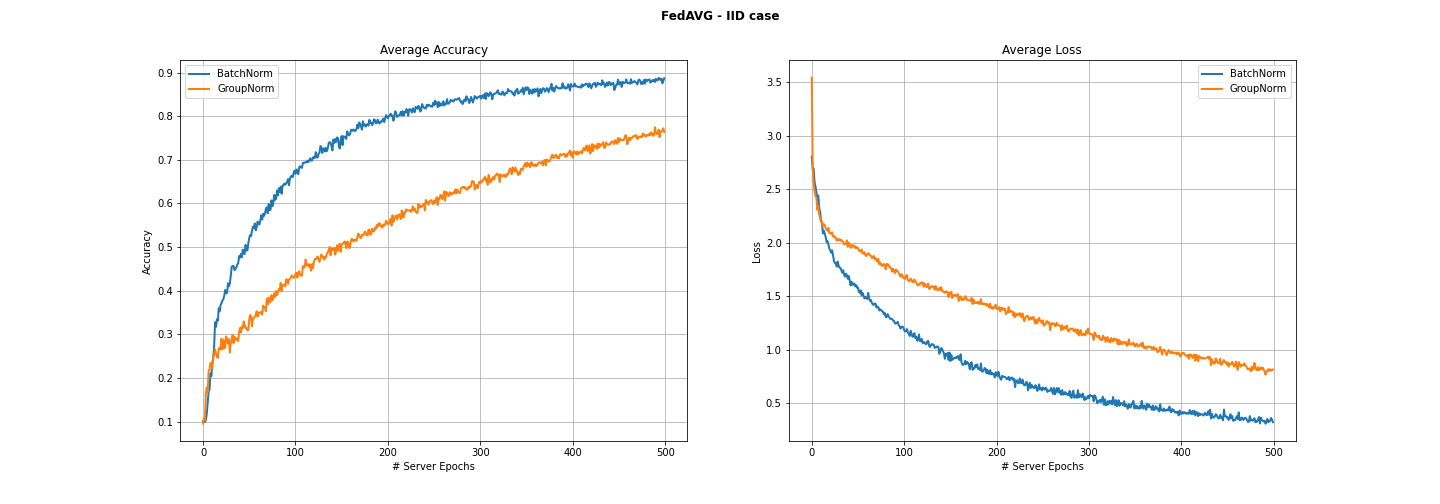 FedAVG - IID case
Average Accuracy
BatchNorm
GroupNorm
Accuracy
0.9
0.8
0.7
0.6
0.5
0.4
0.3
0.2
0.1
0 100 200 300 400 500
# Server Epochs
Average Loss
BatchNorm
GroupNorm
Loss
3.5
3.0
2.5
2.0
1.5
1.0
0.5
0 100 200 300 400 500
# Server Epochs